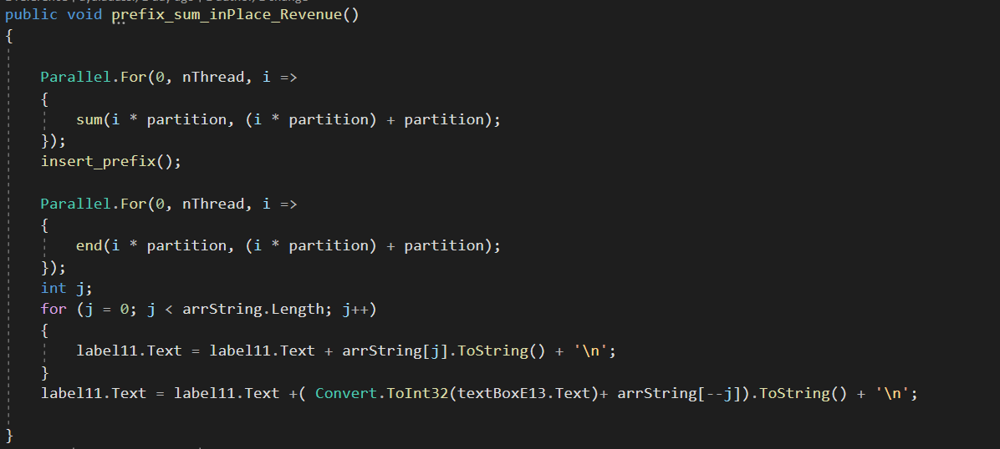 public void prefix_sum_inPlace_Revenue()
{
Parallel.For(0, nThread, i =>
{
sum(i * partition, (i * partition) + partition);
});
insert_prefix();
Parallel.For(0, nThread, i =>
{
end(i * partition, (i * partition) + partition);
});
int j;
for (j = 0; j < arrString.Length; j++)
{
label11.Text = label11.Text + arrString[j].ToString() + '\n';
}
label11.Text = label11.Text +( Convert.ToInt32(textBoxE13.Text)+ arrString[--j]).ToString() + '\n';
}